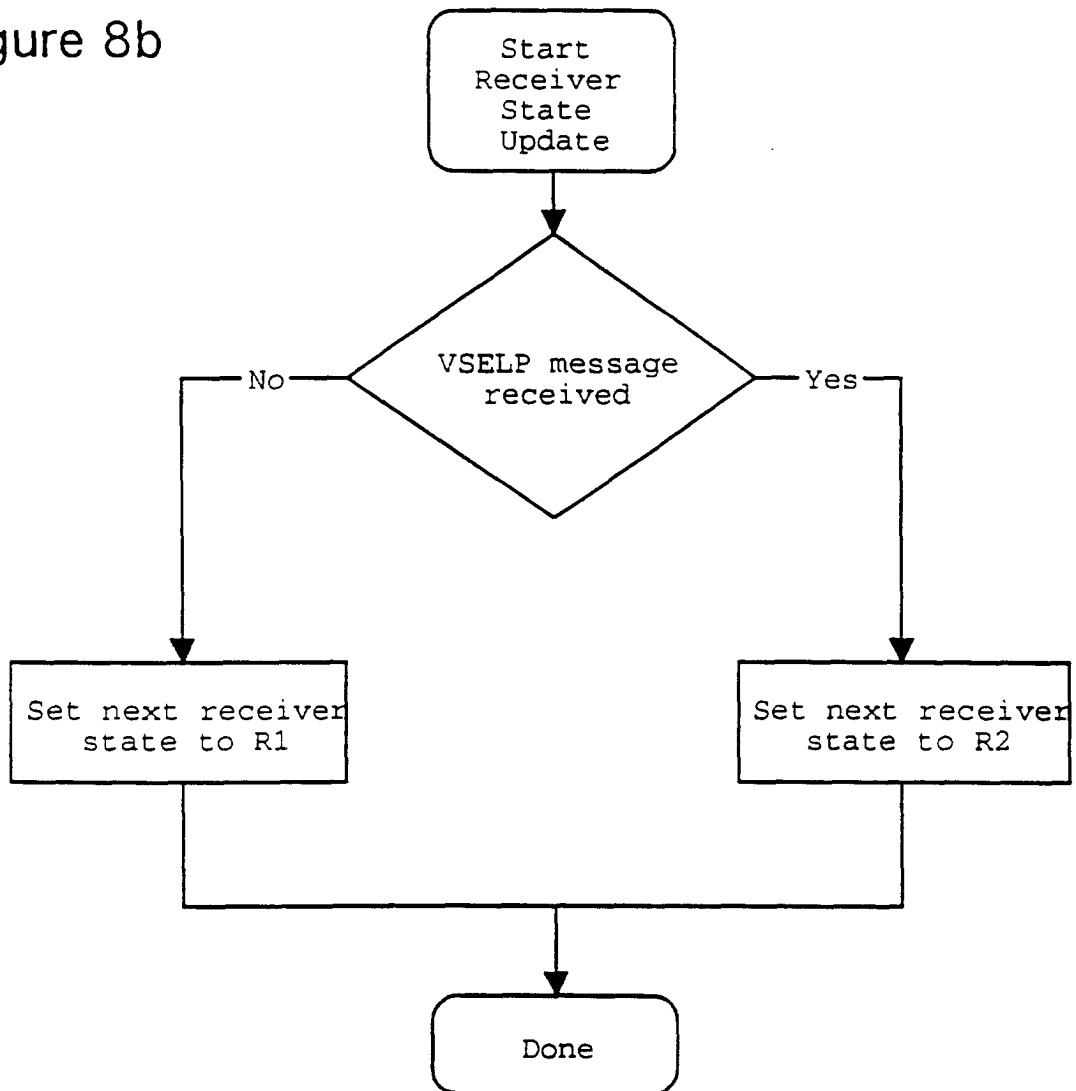 gure 8b
Start
Receiver
State
Update
VSELP message
received
No
Yes
Set next receiver
state to R1
Set next receiver
state to R2
Done